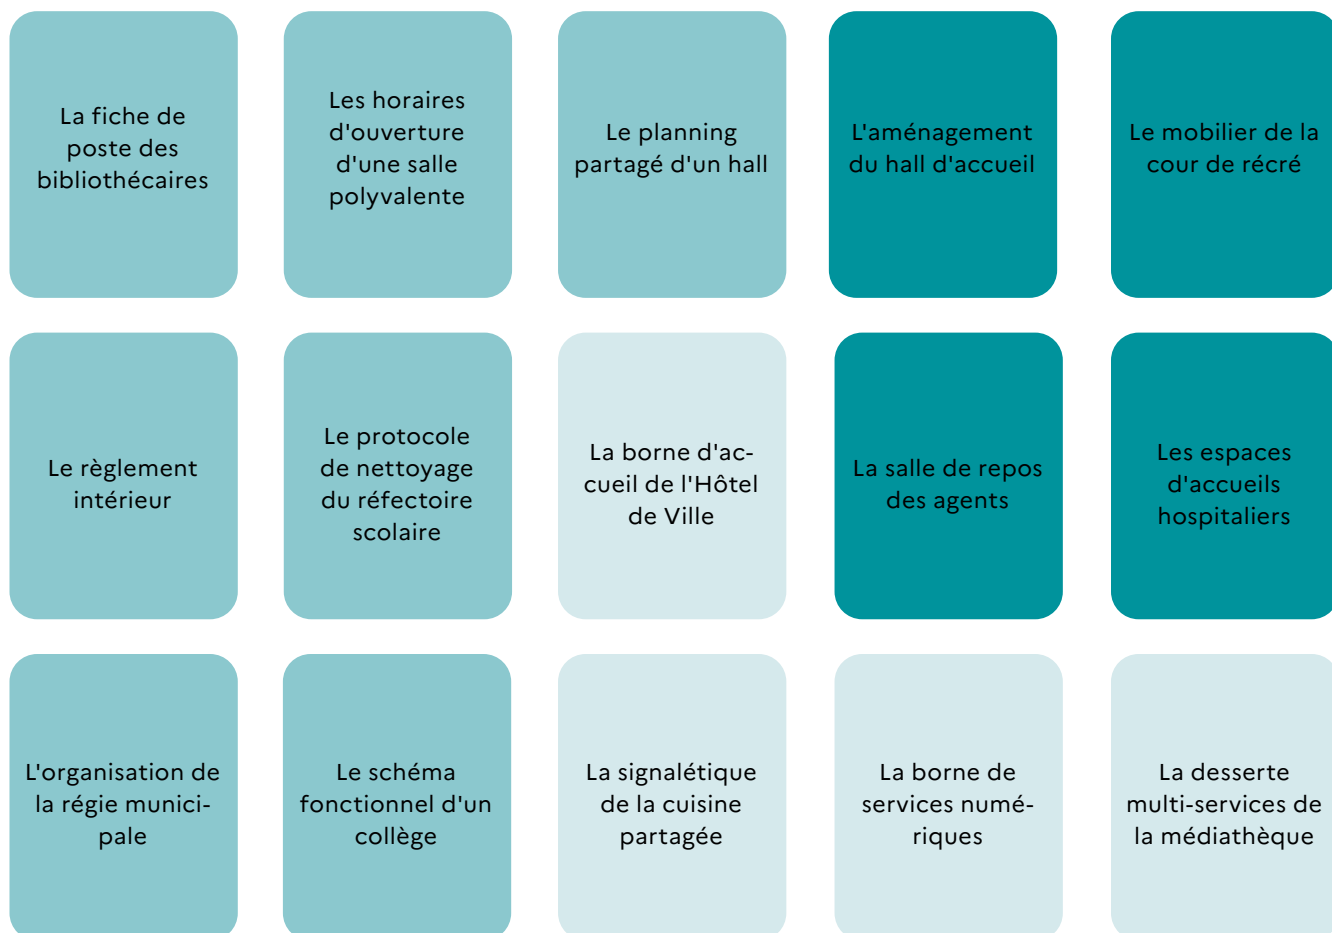 La fiche de
poste des
bibliothécaires
Les horaires
d'ouverture
d'une salle
polyvalente
Le planning
partagé d'un hall
L'aménagement
du hall d'accueil
Le mobilier de la
cour de récré
Le règlement
intérieur
Le protocole
de nettoyage
du réfectoire
scolaire
La borne d'ac-
cueil de l'Hôtel
de Ville
La salle de repos
des agents
Les espaces
d'accueils
hospitaliers
L'organisation de
la régie munici-
pale
Le schéma
fonctionnel d'un
collège
La signalétique
de la cuisine
partagée
La borne de
services numé-
riques
La desserte
multi-services de
la médiathèque